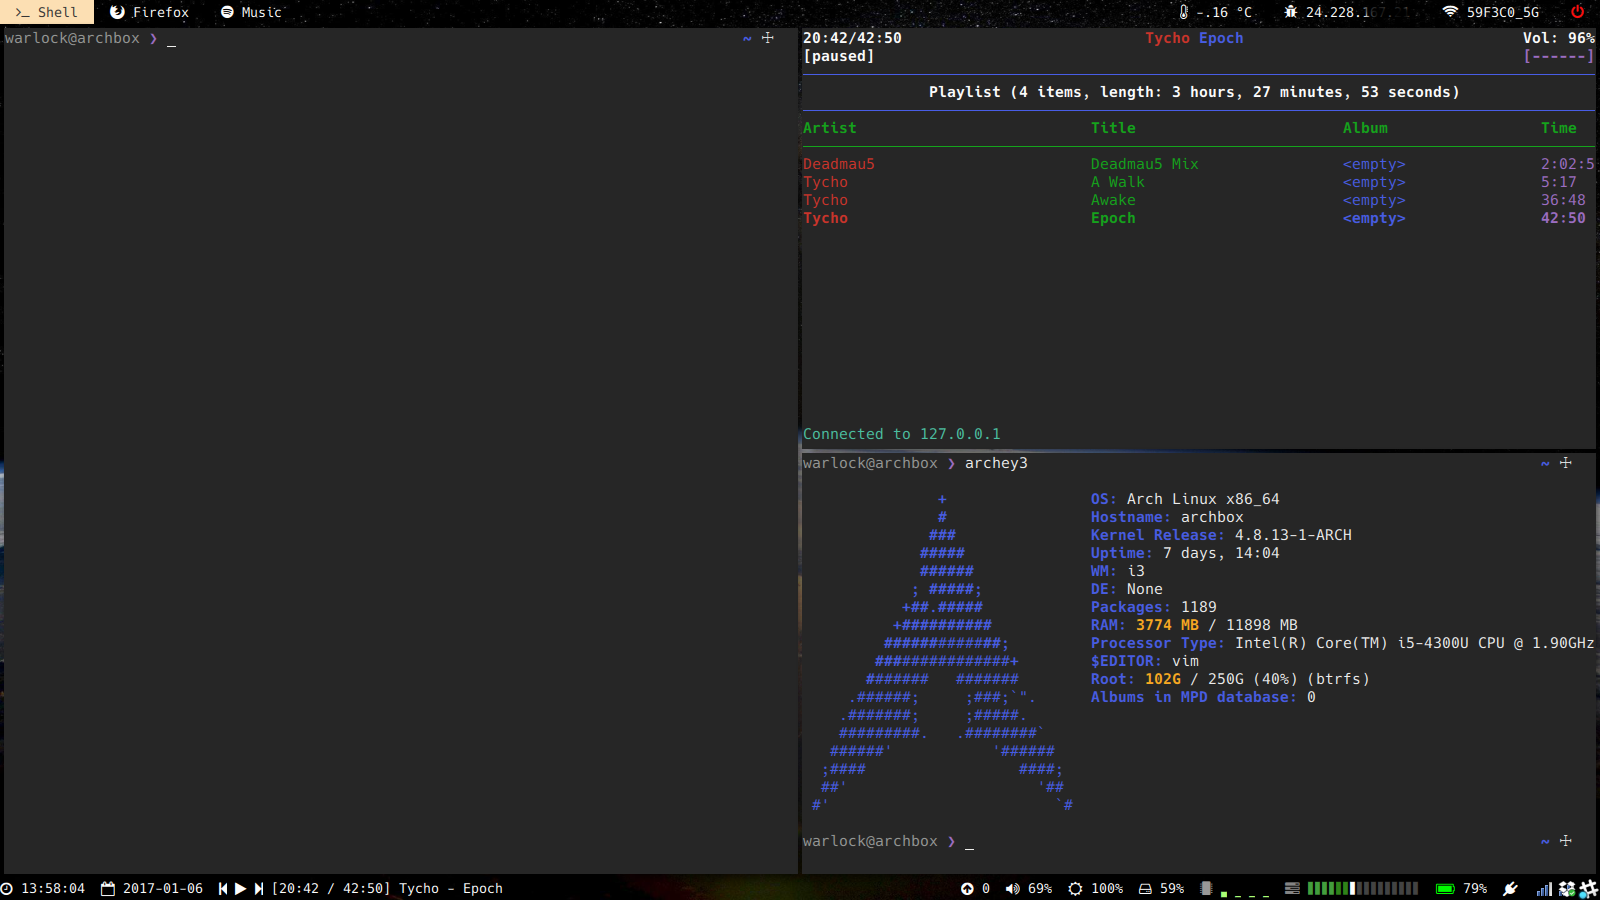 >_ Shell Firefox Music -.16 °C 24.228.1 59F3C0_5G
warlock@archbox ❯ _ ~
20:42/42:50 Tycho Epoch Vol: 96%
[paused] [------]
Playlist (4 items, length: 3 hours, 27 minutes, 53 seconds)
Artist Title Album Time
Deadmau5 Deadmau5 Mix <empty> 2:02:5
Tycho A Walk <empty> 5:17
Tycho Awake <empty> 36:48
Tycho Epoch <empty> 42:50
Connected to 127.0.0.1
warlock@archbox ❯ archey3 ~
+
# OS: Arch Linux x86_64
# Hostname: archbox
### Kernel Release: 4.8.13-1-ARCH
##### Uptime: 7 days, 14:04
###### WM: i3
; #####; DE: None
+##.##### Packages: 1189
+########## RAM: 3774 MB / 11898 MB
#############; Processor Type: Intel(R) Core(TM) i5-4300U CPU @ 1.90GHz
###############+ $EDITOR: vim
####### ####### Root: 102G / 250G (40%) (btrfs)
.######; ;###;`". Albums in MPD database: 0
.#######; ;#####.
#########. .########`
######' '######
;#### ####;
##' '##
#' `#
warlock@archbox ❯ _ ~
13:58:04 2017-01-06 [20:42 / 42:50] Tycho - Epoch 0 69% 100% 59% 79%